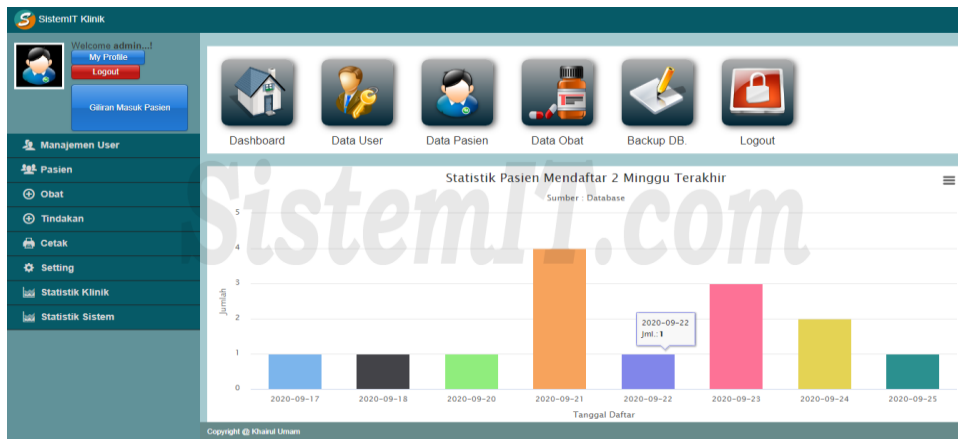 SistemIT Klinik
Welcome admin...!
My Profile
Logout
Giliran Masuk Pasien
Manajemen User
Pasien
Obat
Tindakan
Cetak
Setting
Statistik Klinik
Statistik Sistem
Dashboard
Data User
Data Pasien
Data Obat
Backup DB.
Logout
SistemIT.com
Statistik Pasien Mendaftar 2 Minggu Terakhir
Sumber : Database
Jumlah
5
4
3
2
1
0
2020-09-22
Jml.: 1
2020-09-17 2020-09-18 2020-09-20 2020-09-21 2020-09-22 2020-09-23 2020-09-24 2020-09-25
Tanggal Daftar
Copyright @ Khairul Umam